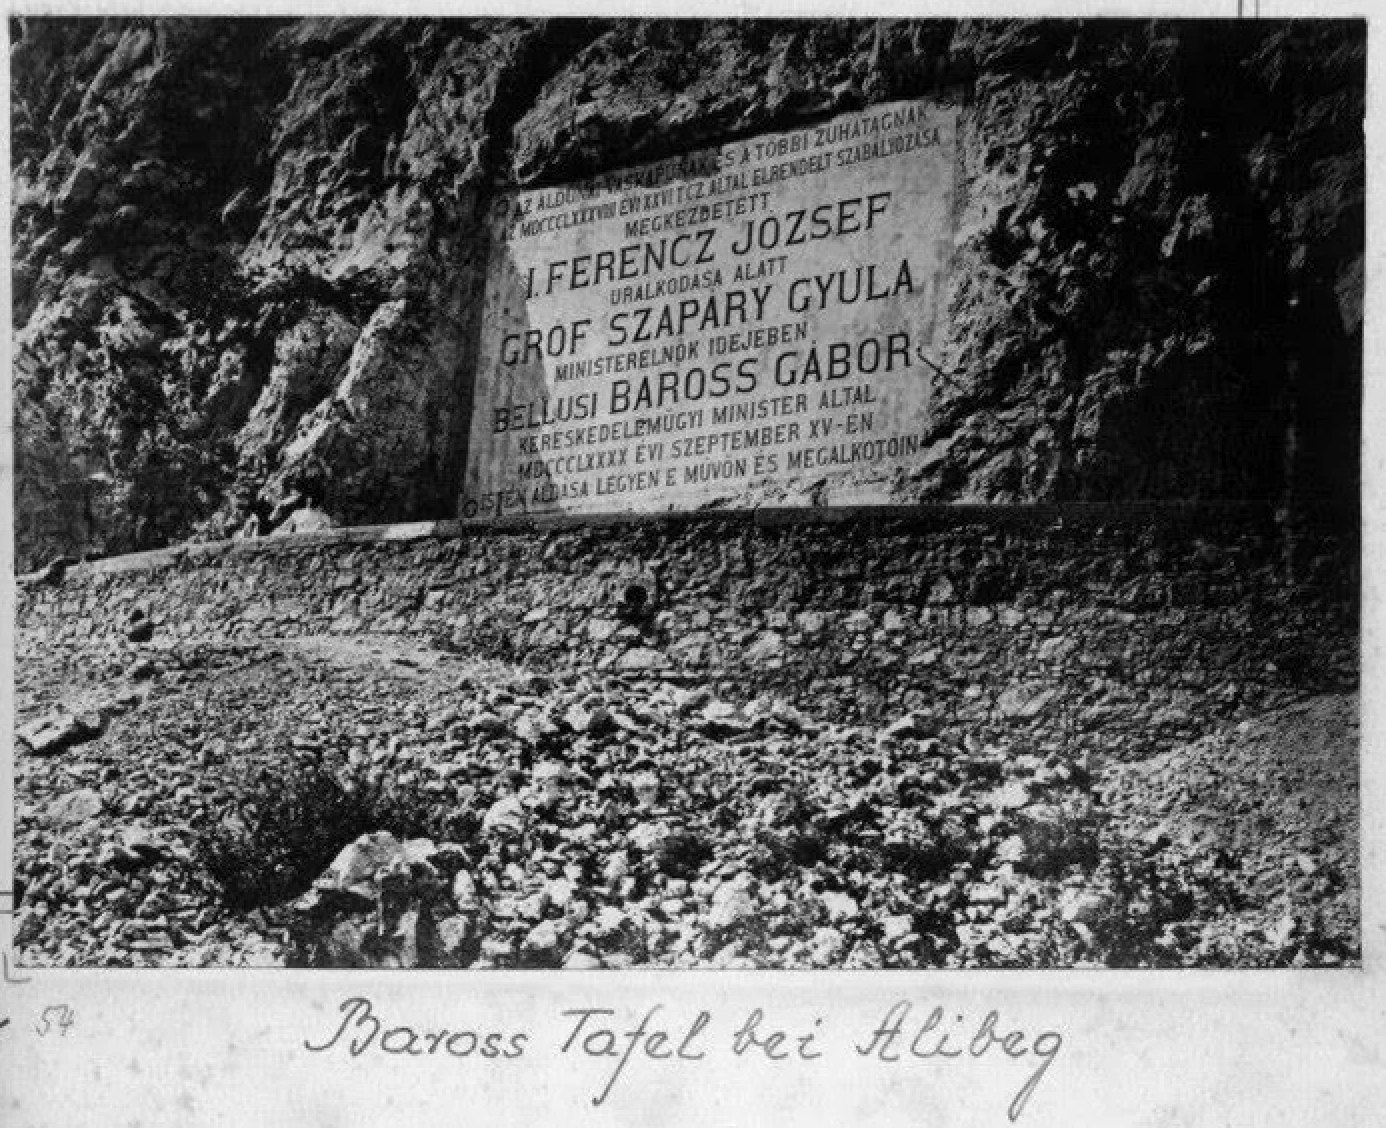 AZ ALDUNAI VASKAPUNAK ÉS A TÖBBI ZUHATAGNAK
AZ MDCCCLXXXVIII ÉVI XXVI T.CZ. ÁLTAL ELRENDELT SZABÁLYOZÁSA
MEGKEZDETETT
I. FERENCZ JÓZSEF
URALKODÁSA ALATT
GRÓF SZAPÁRY GYULA
MINISTERELNÖK IDEJÉBEN
BELLUSI BAROSS GÁBOR
KERESKEDELEMÜGYI MINISTER ÁLTAL
MDCCCLXXXX ÉVI SZEPTEMBER XV-ÉN
ISTEN ÁLDÁSA LEGYEN E MŰVÖN ÉS MEGALKOTÓIN
54
Baross Tafel bei Alibeg